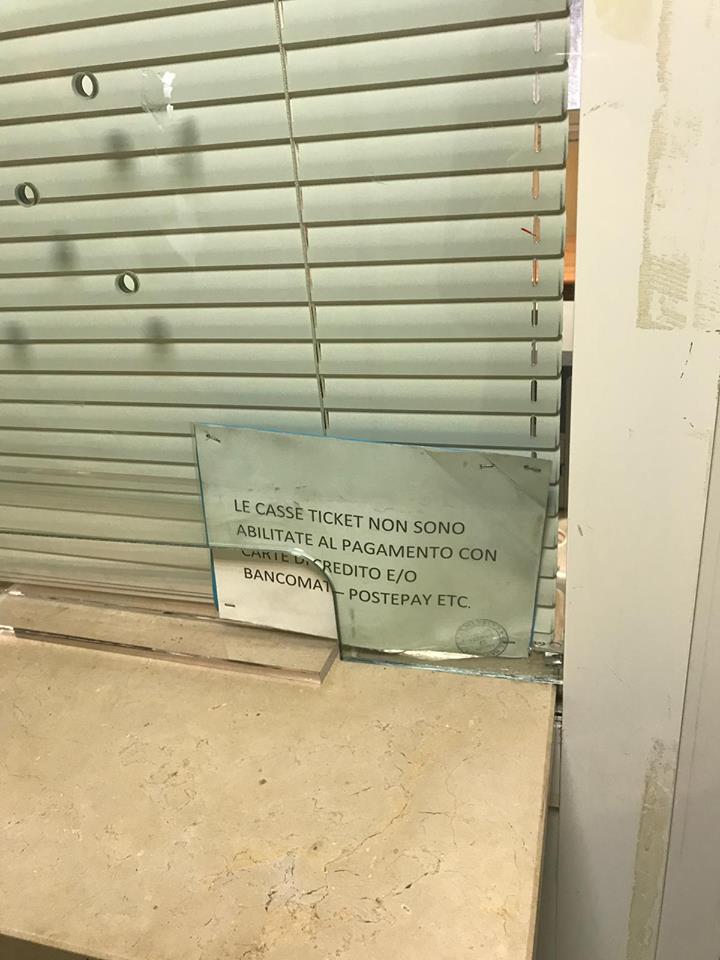 LE CASSE TICKET NON SONO
ABILITATE AL PAGAMENTO CON
CARTE DI CREDITO E/O
BANCOMAT – POSTEPAY ETC.